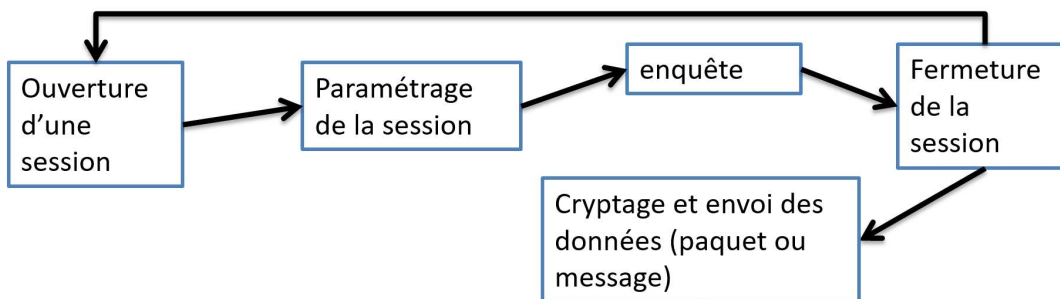 Ouverture
d’une
session
Paramétrage
de la session
enquête
Fermeture
de la
session
Cryptage et envoi des
données (paquet ou
message)